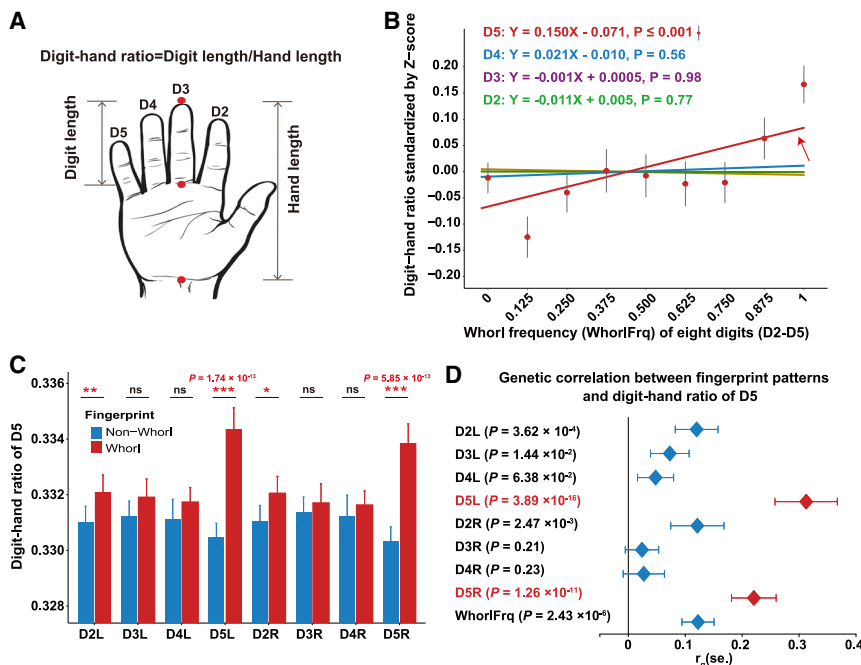 A
Digit-hand ratio=Digit length/Hand length
D3
D4
D2
D5
Digit length
Hand length
B
D5: Y = 0.150X - 0.071, P ≤ 0.001
D4: Y = 0.021X - 0.010, P = 0.56
D3: Y = -0.001X + 0.0005, P = 0.98
D2: Y = -0.011X + 0.005, P = 0.77
Digit-hand ratio standardized by Z-score
0.20
0.15
0.10
0.05
0.00
−0.05
−0.10
−0.15
−0.20
0
0.125
0.250
0.375
0.500
0.625
0.750
0.875
1
Whorl frequency (WhorlFrq) of eight digits (D2-D5)
C
P = 1.74 × 10⁻¹³
P = 5.85 × 10⁻¹³
** ns ns *** * ns ns ***
Fingerprint
Non-Whorl
Whorl
Digit-hand ratio of D5
0.336
0.334
0.332
0.330
0.328
D2L D3L D4L D5L D2R D3R D4R D5R
D
Genetic correlation between fingerprint patterns
and digit-hand ratio of D5
D2L (P = 3.62 × 10⁻⁴)
D3L (P = 1.44 × 10⁻²)
D4L (P = 6.38 × 10⁻²)
D5L (P = 3.89 × 10⁻¹⁶)
D2R (P = 2.47 × 10⁻³)
D3R (P = 0.21)
D4R (P = 0.23)
D5R (P = 1.26 × 10⁻¹¹)
WhorlFrq (P = 2.43 × 10⁻⁶)
0 0.1 0.2 0.3 0.4
(se.)